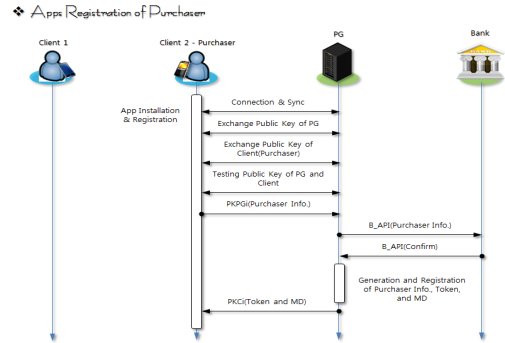 ❖ Apps Registration of Purchaser
Client 1
Client 2 - Purchaser
PG
Bank
App Installation
& Registration
Connection & Sync
Exchange Public Key of PG
Exchange Public Key of
Client(Purchaser)
Testing Public Key of PG and
Client
PKPGi(Purchaser Info.)
B_API(Purchaser Info.)
B_API(Confirm)
Generation and Registration
of Purchaser Info., Token,
and MD
PKCi(Token and MD)